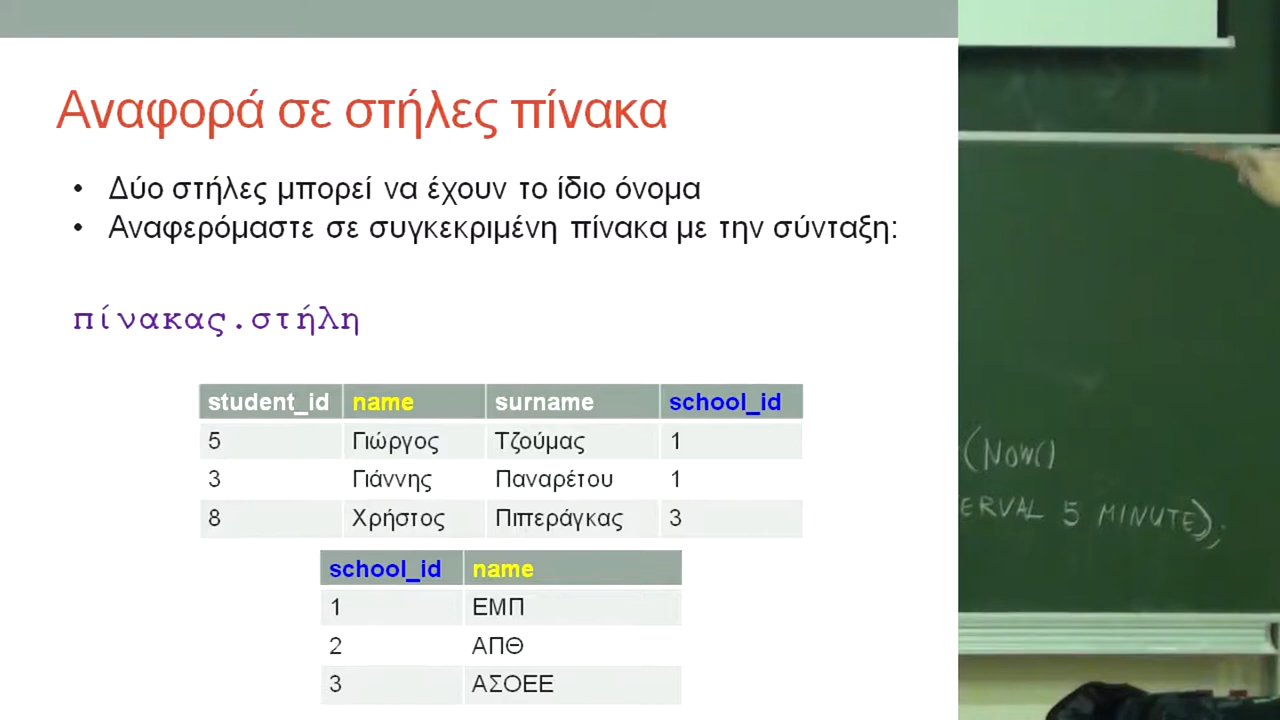 Αναφορά σε στήλες πίνακα
• Δύο στήλες μπορεί να έχουν το ίδιο όνομα
• Αναφερόμαστε σε συγκεκριμένη πίνακα με την σύνταξη:
πίνακας.στήλη
student_id name surname school_id
5 Γιώργος Τζούμας 1
3 Γιάννης Παναρέτου 1
8 Χρήστος Πιπεράγκας 3
school_id name
1 ΕΜΠ
2 ΑΠΘ
3 ΑΣΟΕΕ
(NOW()
ERVAL 5 MINUTE);